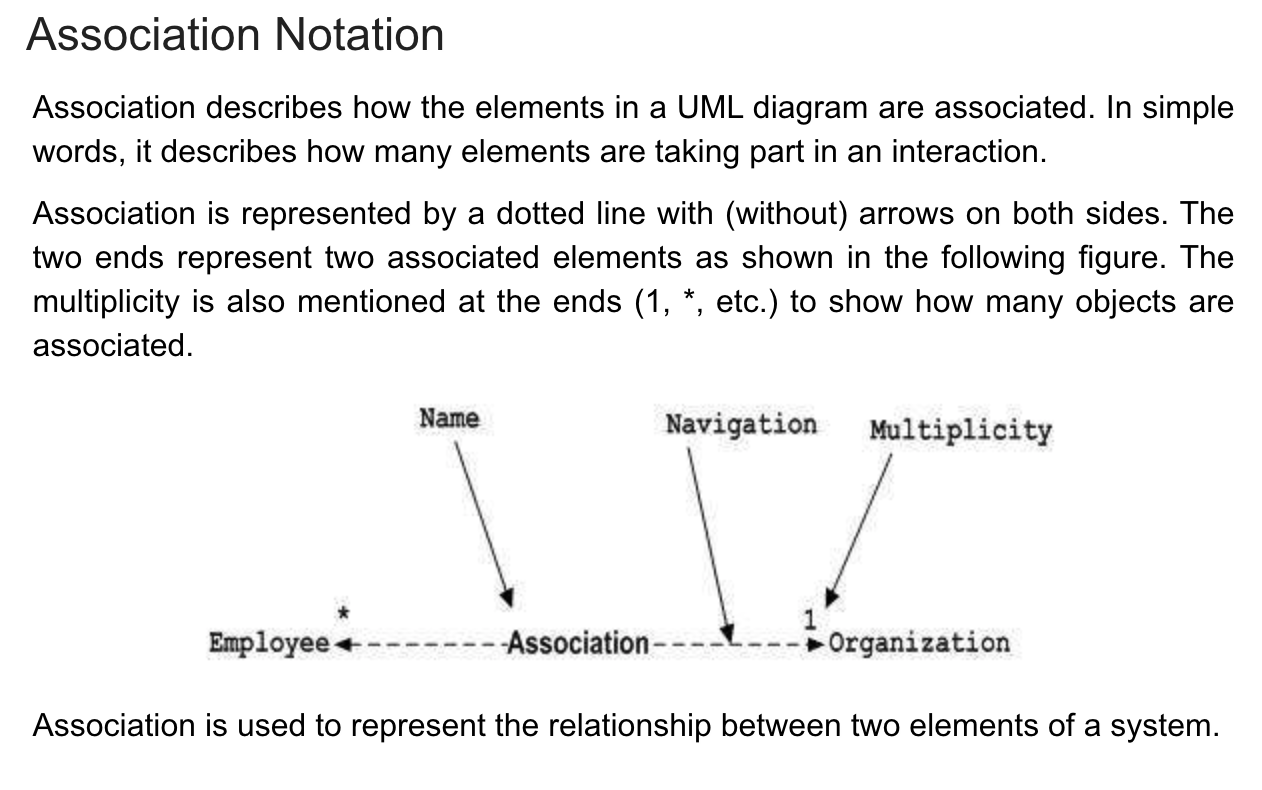 Association Notation
Association describes how the elements in a UML diagram are associated. In simple
words, it describes how many elements are taking part in an interaction.
Association is represented by a dotted line with (without) arrows on both sides. The
two ends represent two associated elements as shown in the following figure. The
multiplicity is also mentioned at the ends (1, *, etc.) to show how many objects are
associated.
Name
Navigation
Multiplicity
*
1
Employee
Association
Organization
Association is used to represent the relationship between two elements of a system.